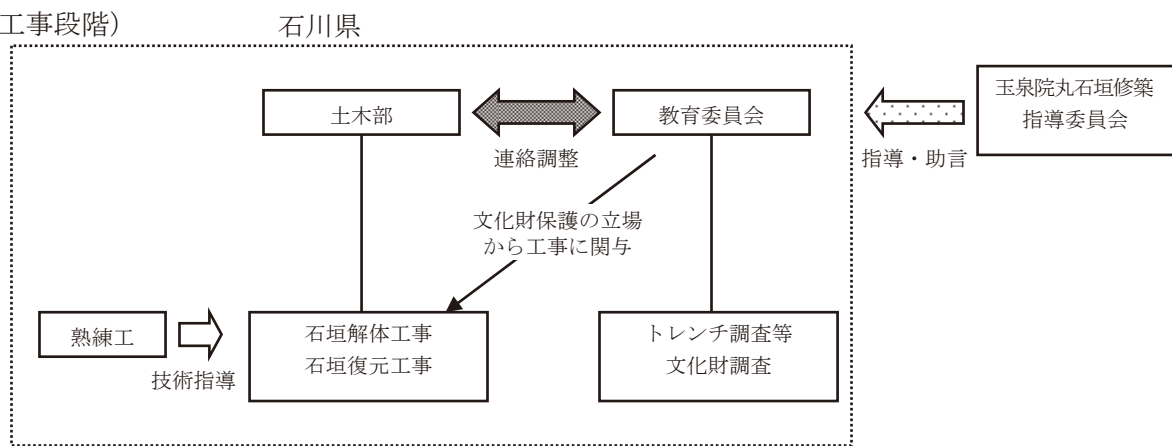 工事段階）
石川県
玉泉院丸石垣修築
指導委員会
土木部
教育委員会
連絡調整
指導・助言
文化財保護の立場
から工事に関与
熟練工
石垣解体工事
石垣復元工事
トレンチ調査等
文化財調査
技術指導